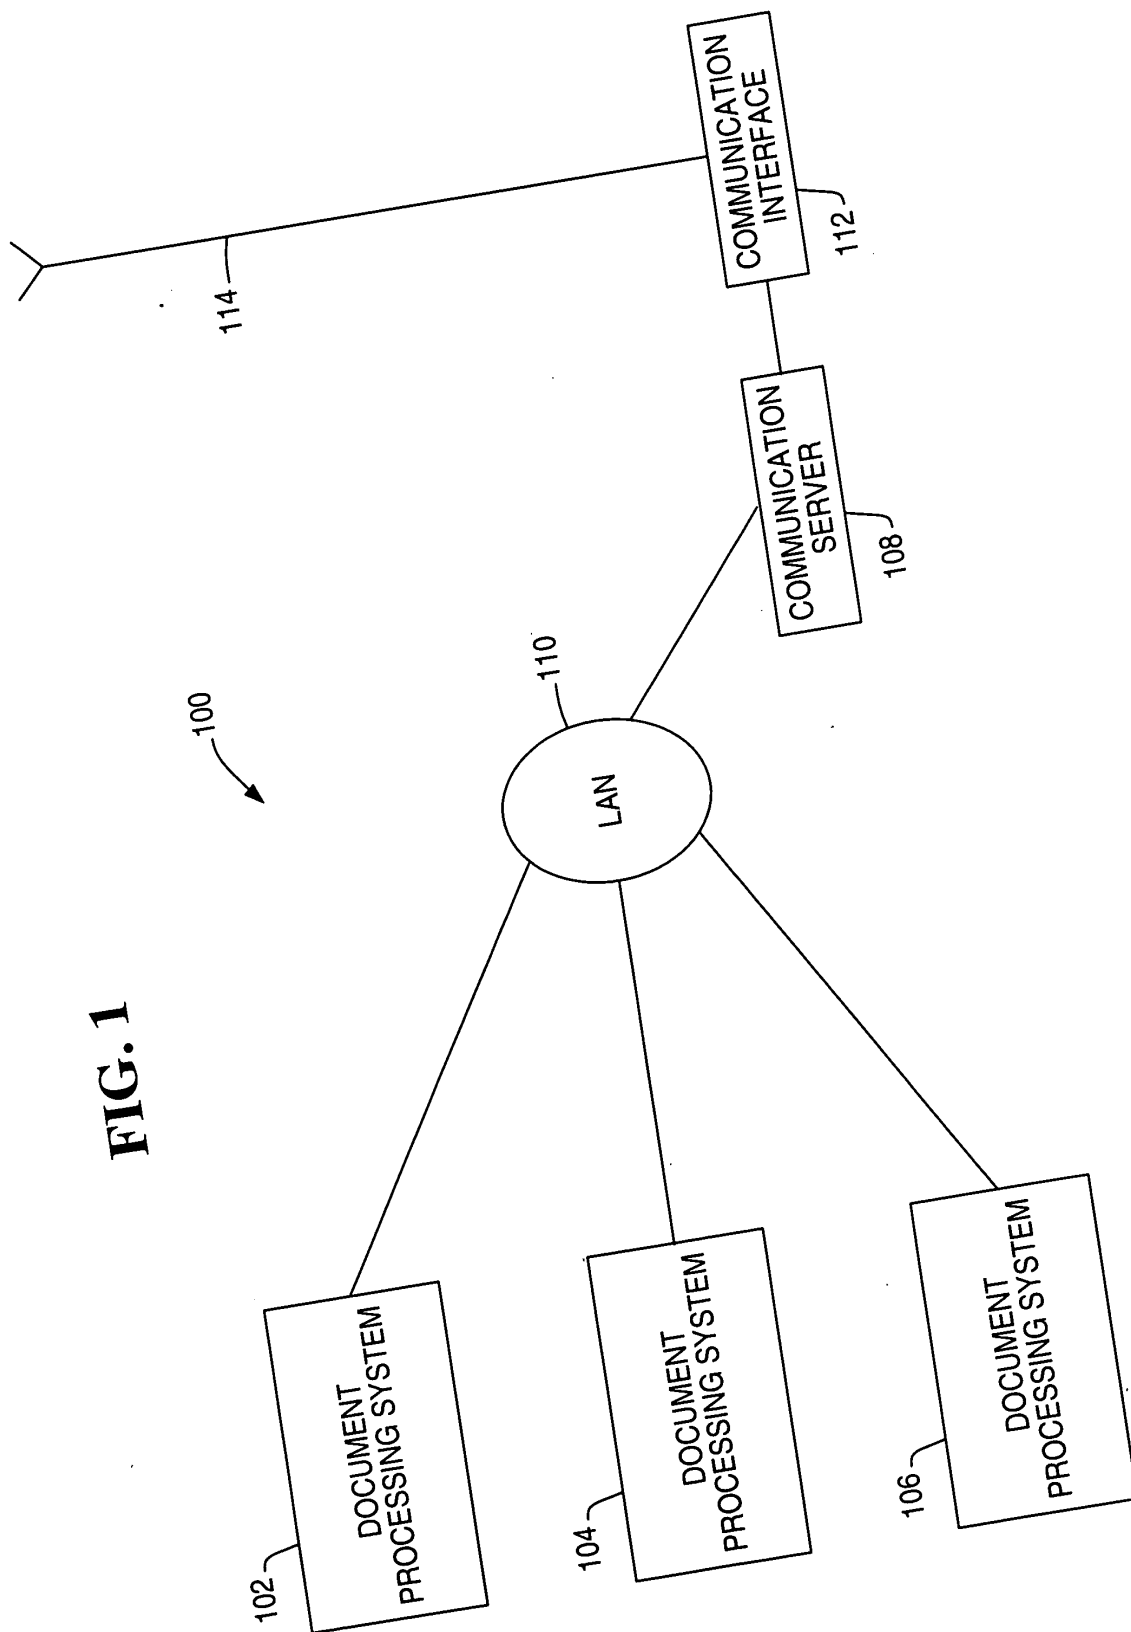 FIG. 1
100
102
DOCUMENT
PROCESSING SYSTEM
104
DOCUMENT
PROCESSING SYSTEM
106
DOCUMENT
PROCESSING SYSTEM
LAN
110
COMMUNICATION
SERVER
108
COMMUNICATION
INTERFACE
112
114